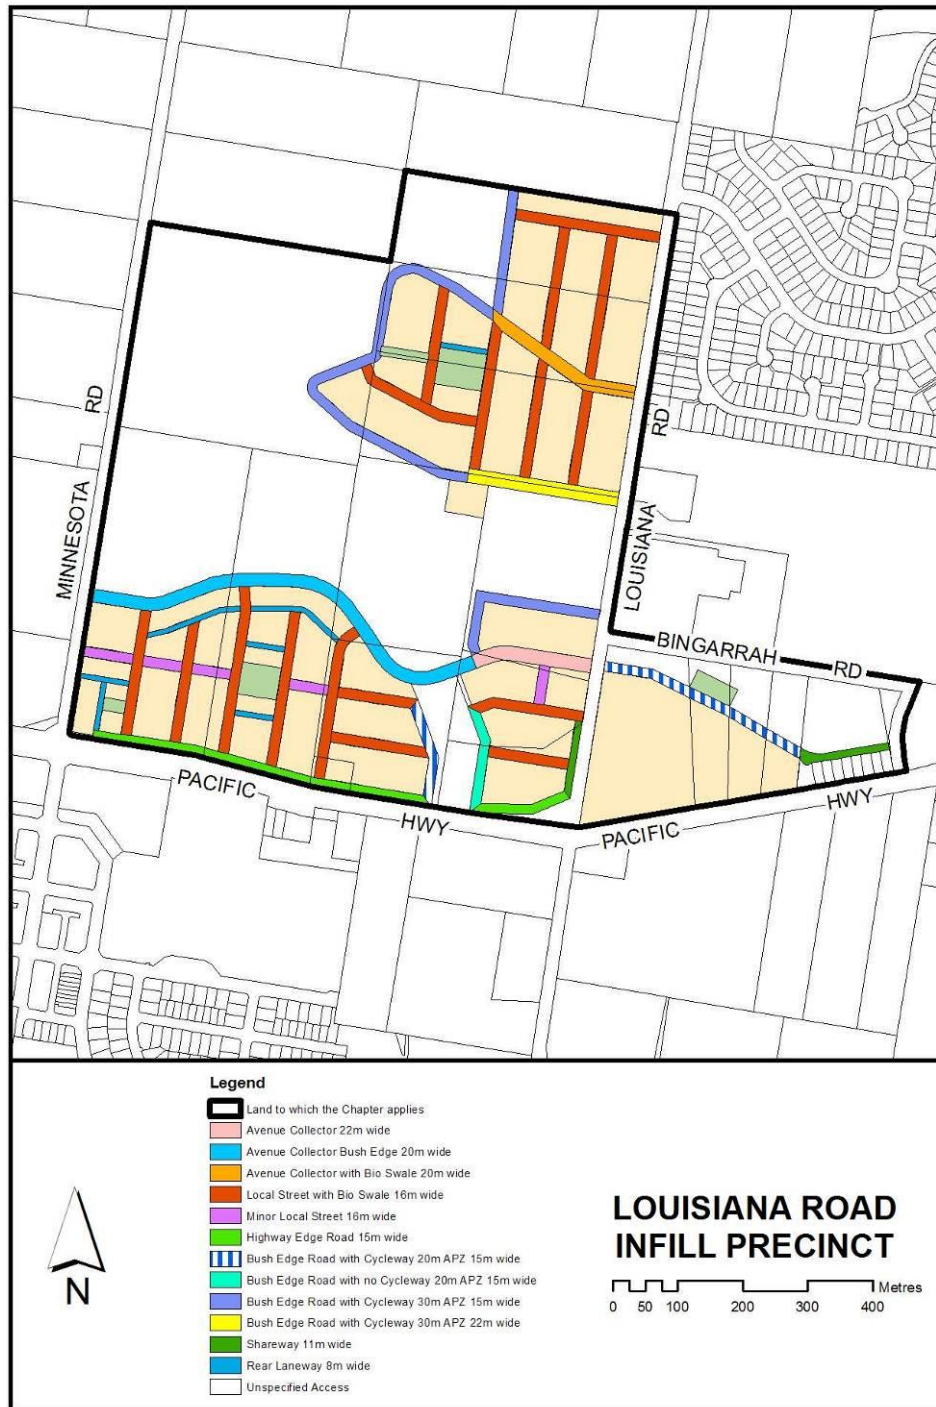 MINNESOTA RD
LOUISIANA RD
BINGARRAH RD
PACIFIC HWY
PACIFIC HWY
Legend
Land to which the Chapter applies
Avenue Collector 22m wide
Avenue Collector Bush Edge 20m wide
Avenue Collector with Bio Swale 20m wide
Local Street with Bio Swale 16m wide
Minor Local Street 16m wide
Highway Edge Road 15m wide
Bush Edge Road with Cycleway 20m APZ 15m wide
Bush Edge Road with no Cycleway 20m APZ 15m wide
Bush Edge Road with Cycleway 30m APZ 15m wide
Bush Edge Road with Cycleway 30m APZ 22m wide
Shareway 11m wide
Rear Laneway 8m wide
Unspecified Access
N
LOUISIANA ROAD
INFILL PRECINCT
Metres
0 50 100 200 300 400